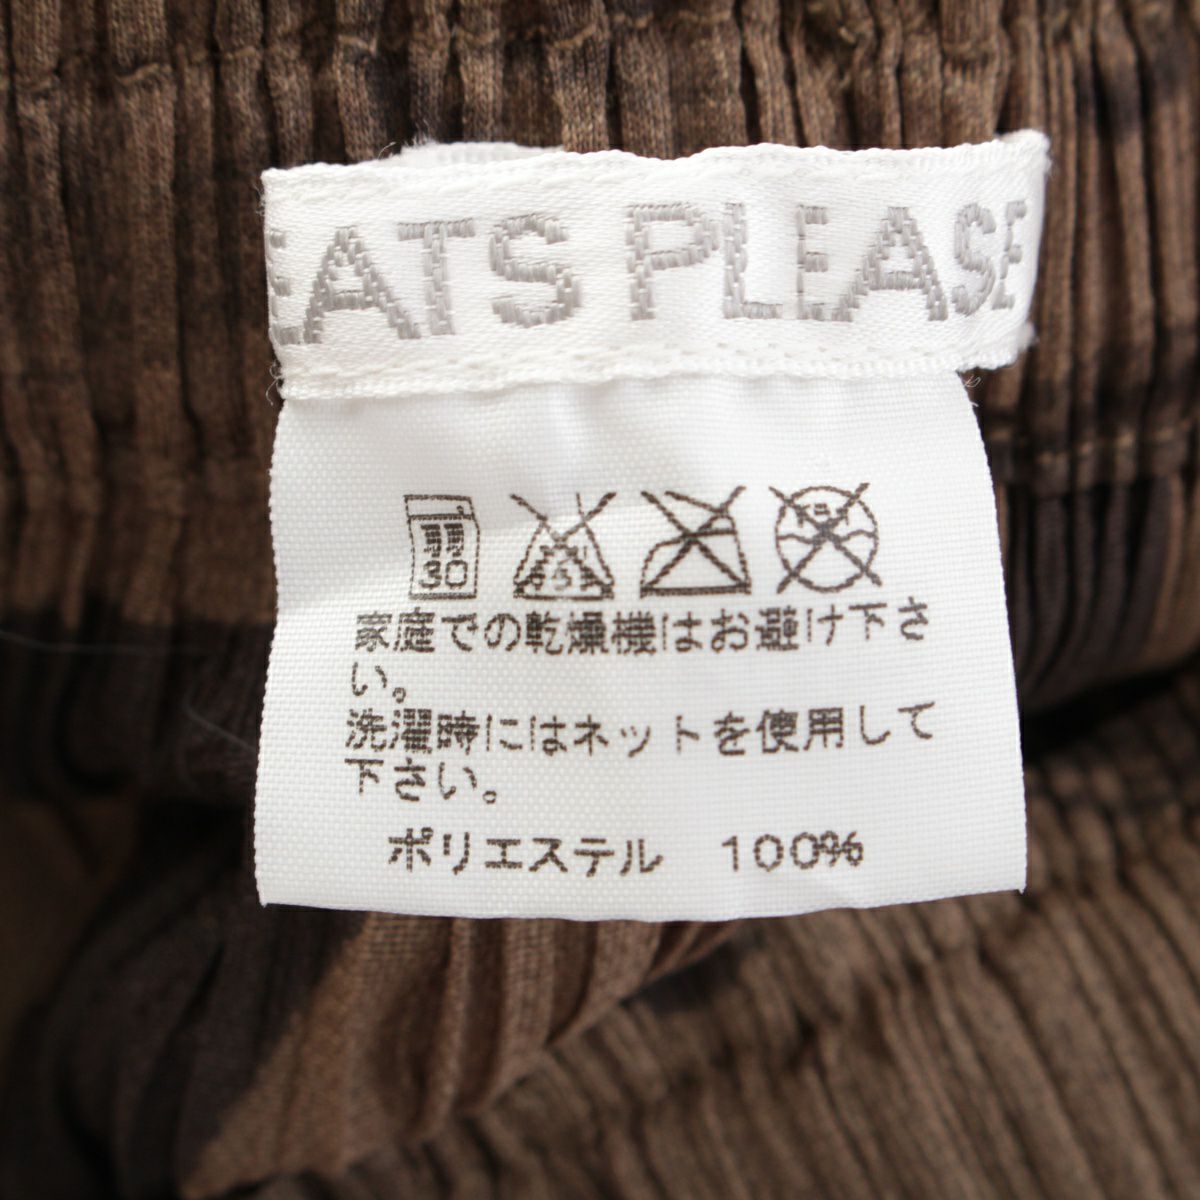 EATS PLEASE
30
家庭での乾燥機はお避け下さ
い。
洗濯時にはネットを使用して
下さい。
ポリエステル 100%